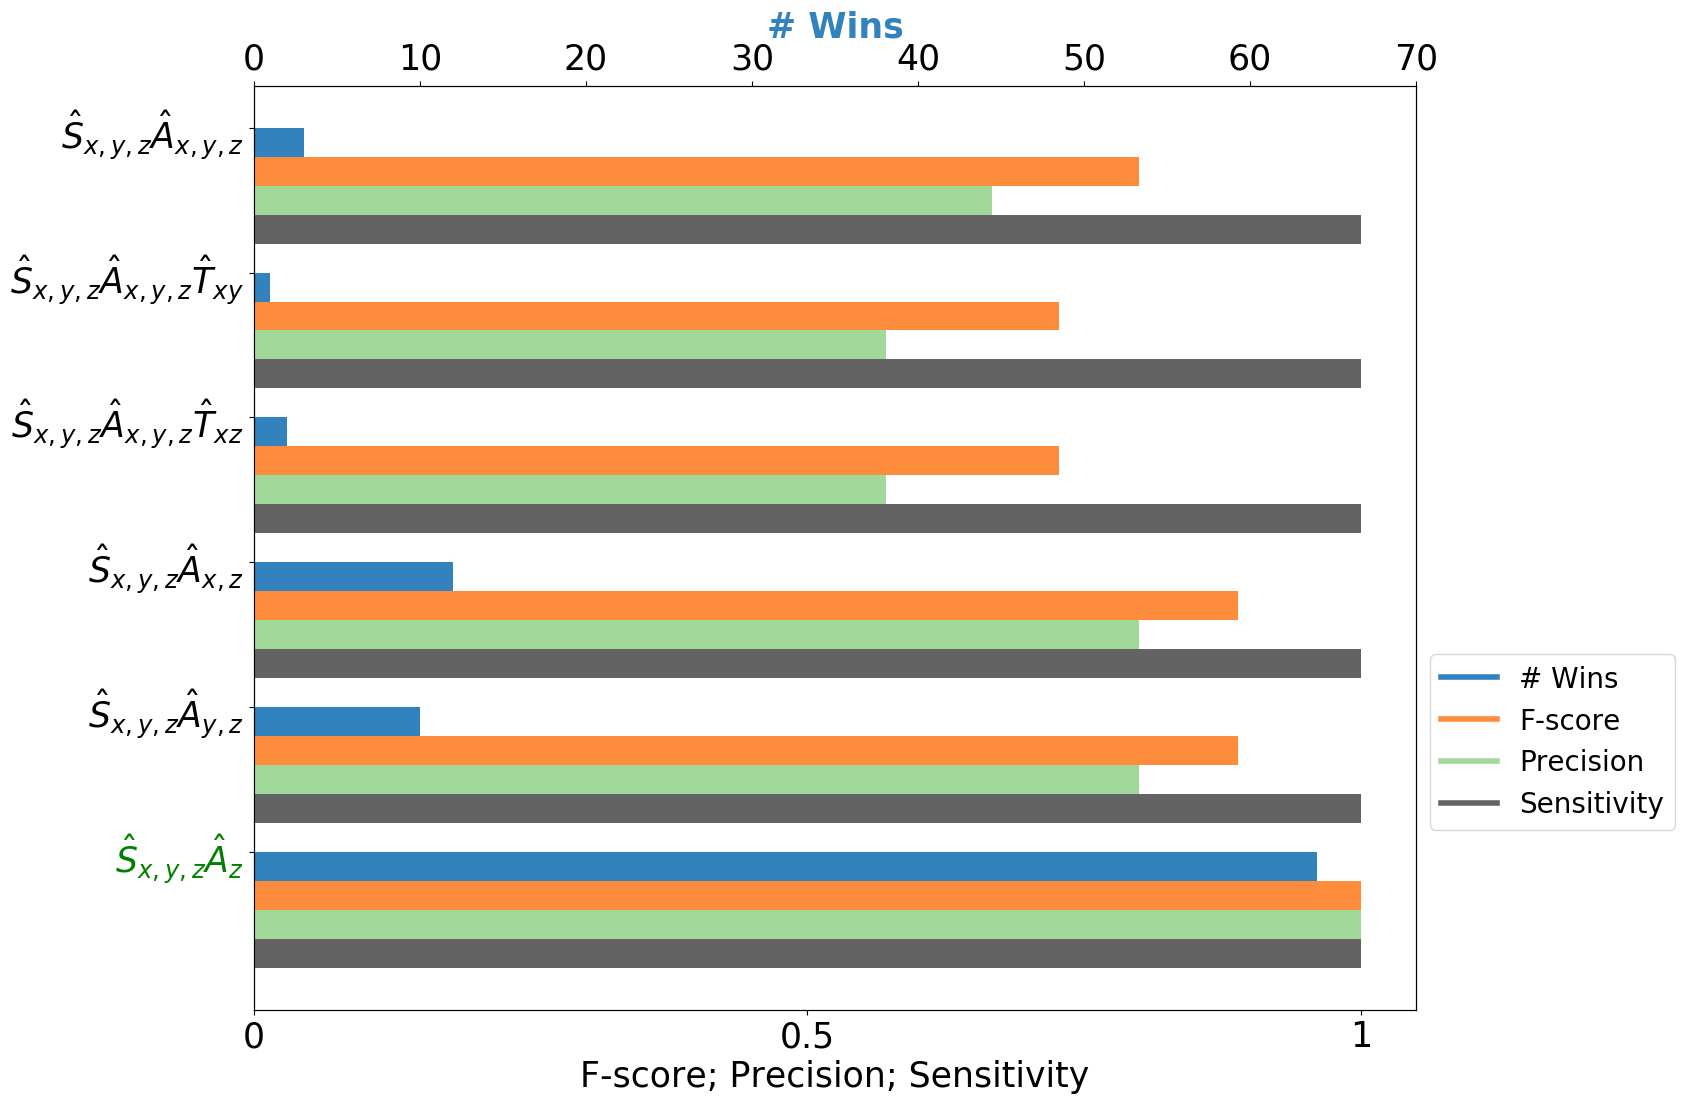 # Wins
0 10 20 30 40 50 60 70
Ŝx, y, zÂx, y, z
Ŝx, y, zÂx, y, zT̂xy
Ŝx, y, zÂx, y, zT̂xz
Ŝx, y, zÂx, z
Ŝx, y, zÂy, z
Ŝx, y, zÂz
# Wins
F-score
Precision
Sensitivity
0 0.5 1
F-score; Precision; Sensitivity